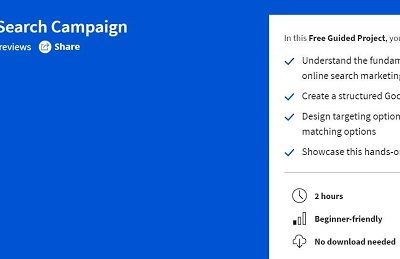 Search Campaign
reviews Share
In this Free Guided Project, you
Understand the fundam
online search marketing
Create a structured Goo
Design targeting option
matching options
Showcase this hands-o
2 hours
Beginner-friendly
No download needed